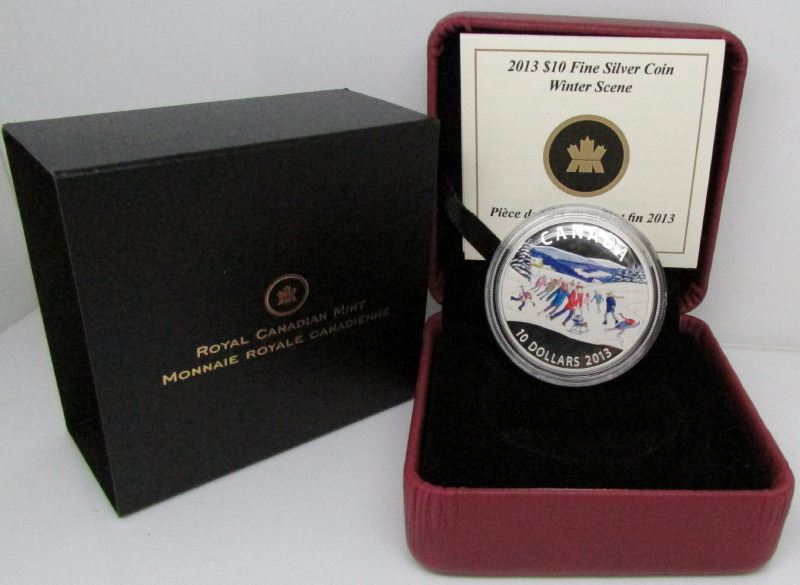 ROYAL CANADIAN MINT
MONNAIE ROYALE CANADIENNE
2013 $10 Fine Silver Coin
Winter Scene
Pièce fin 2013
CANADA
10 DOLLARS 2013